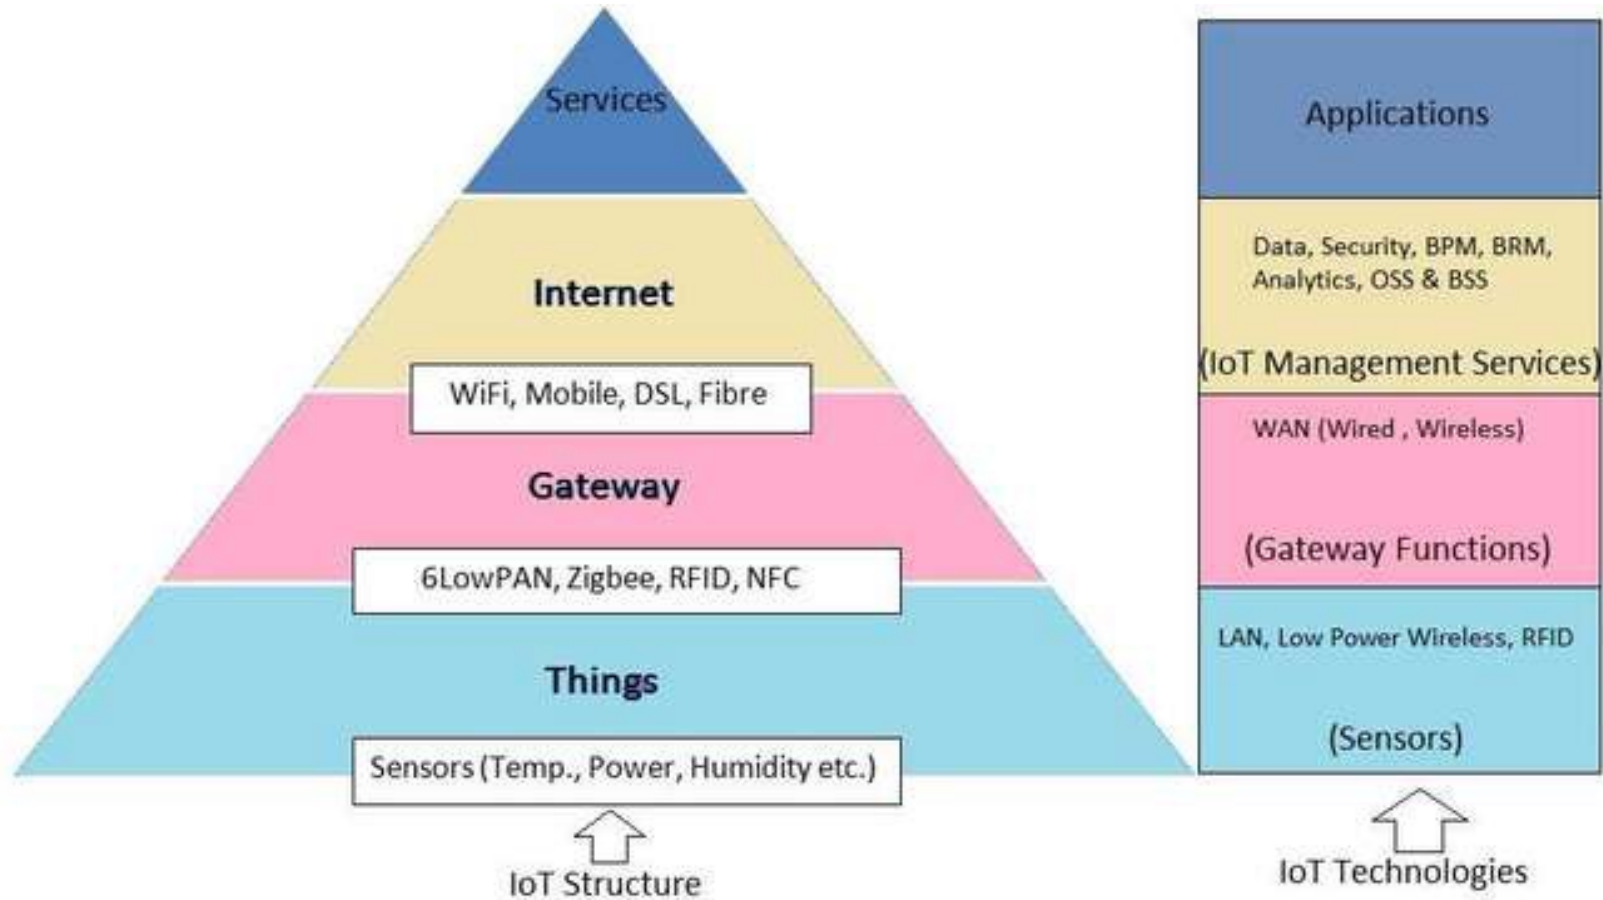 Services
Internet
WiFi, Mobile, DSL, Fibre
Gateway
6LowPAN, Zigbee, RFID, NFC
Things
Sensors (Temp., Power, Humidity etc.)
IoT Structure
Applications
Data, Security, BPM, BRM,
Analytics, OSS & BSS
(IoT Management Services)
WAN (Wired , Wireless)
(Gateway Functions)
LAN, Low Power Wireless, RFID
(Sensors)
IoT Technologies